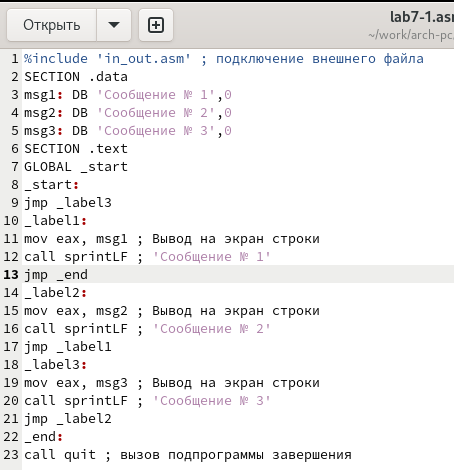 Открыть
lab7-1.asm
~/work/arch-pc
1 %include 'in_out.asm' ; подключение внешнего файла
2 SECTION .data
3 msg1: DB 'Сообщение № 1',0
4 msg2: DB 'Сообщение № 2',0
5 msg3: DB 'Сообщение № 3',0
6 SECTION .text
7 GLOBAL _start
8 _start:
9 jmp _label3
10 _label1:
11 mov eax, msg1 ; Вывод на экран строки
12 call sprintLF ; 'Сообщение № 1'
13 jmp _end
14 _label2:
15 mov eax, msg2 ; Вывод на экран строки
16 call sprintLF ; 'Сообщение № 2'
17 jmp _label1
18 _label3:
19 mov eax, msg3 ; Вывод на экран строки
20 call sprintLF ; 'Сообщение № 3'
21 jmp _label2
22 _end:
23 call quit ; вызов подпрограммы завершения